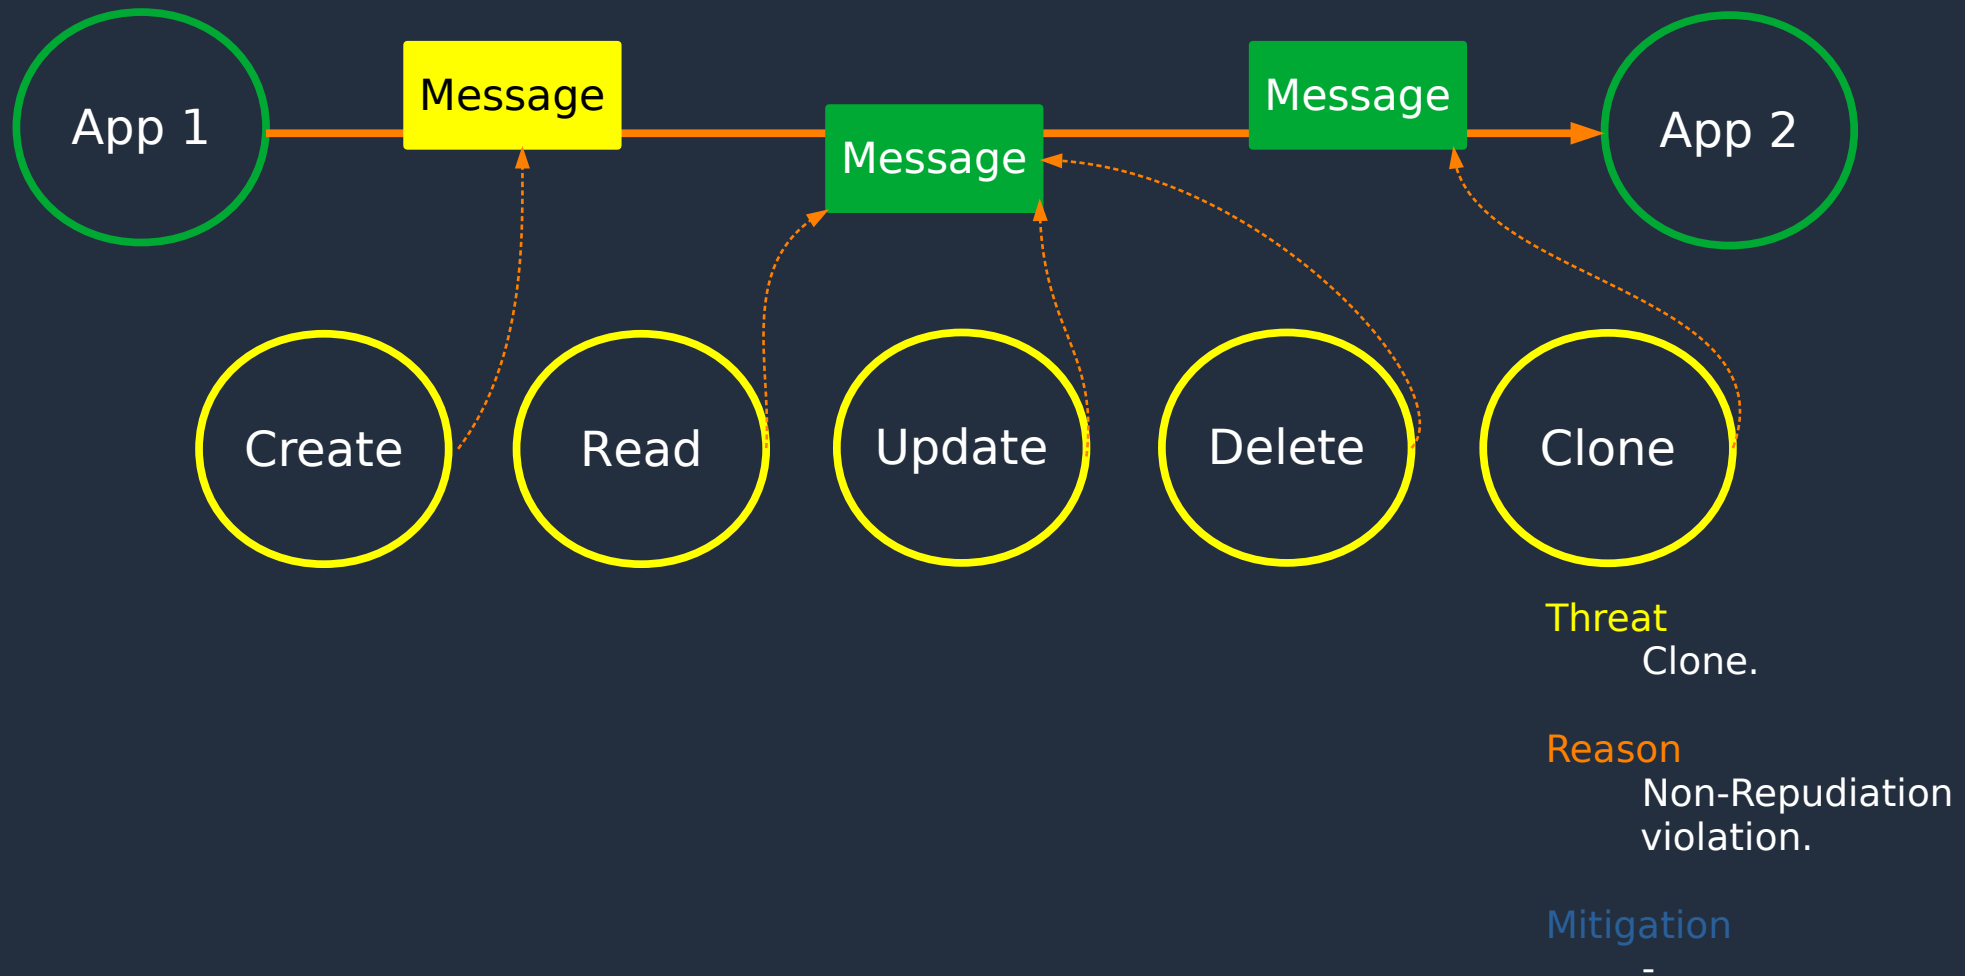 App 1
Message
Message
Message
App 2
Create
Read
Update
Delete
Clone
Threat
Clone.
Reason
Non-Repudiation
violation.
Mitigation
-